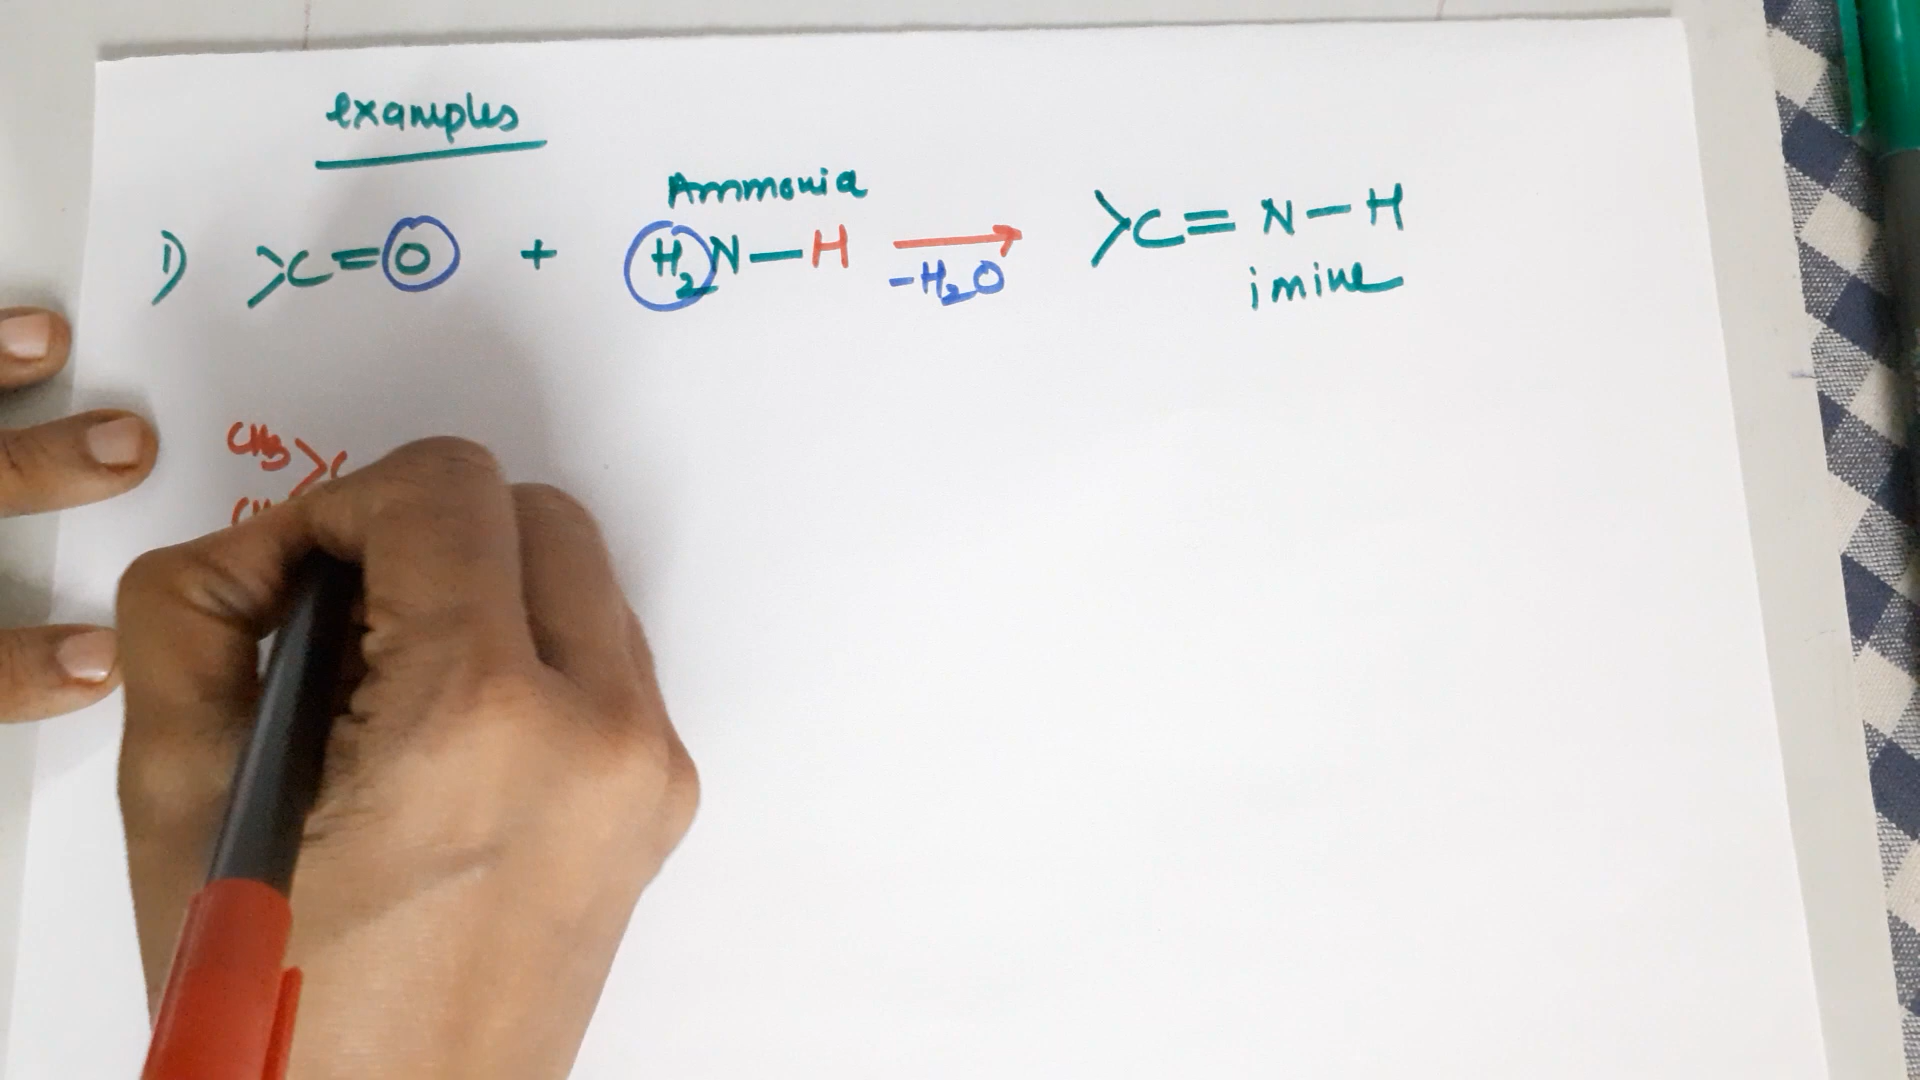 examples
Ammonia
1) >C=O + H₂N—H → >C=N—H
-H₂O
imine
CH₃>C